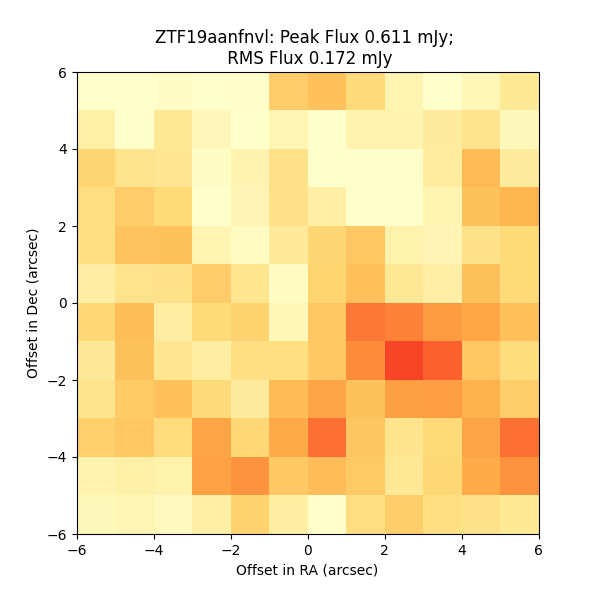 ZTF19aanfnvl: Peak Flux 0.611 mJy;
RMS Flux 0.172 mJy
6
4
2
0
−2
−4
−6
Offset in Dec (arcsec)
−6 −4 −2 0 2 4 6
Offset in RA (arcsec)